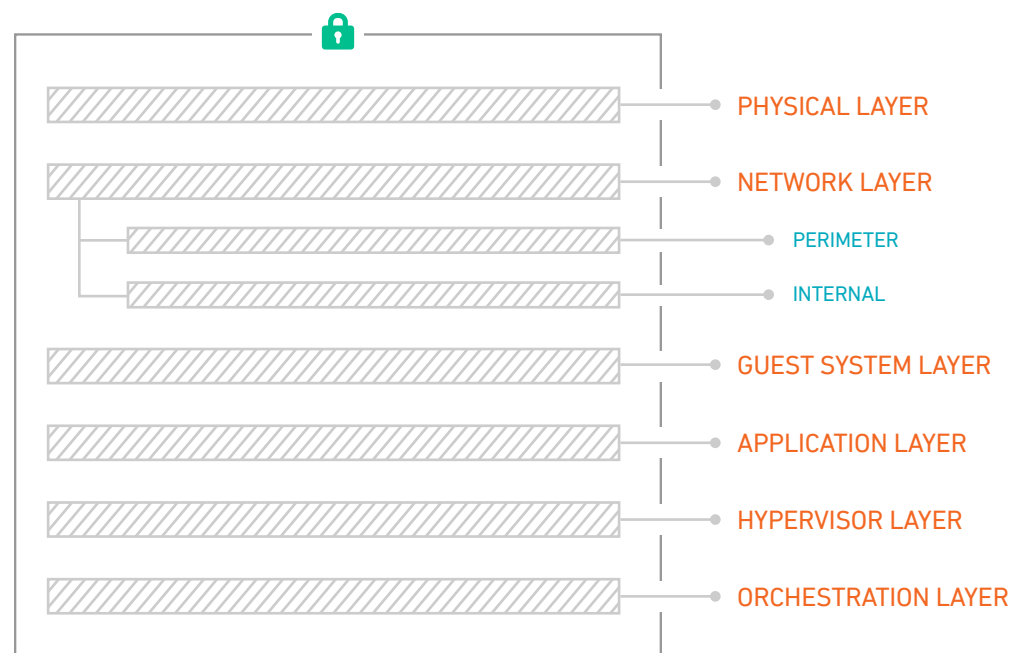 PHYSICAL LAYER
NETWORK LAYER
PERIMETER
INTERNAL
GUEST SYSTEM LAYER
APPLICATION LAYER
HYPERVISOR LAYER
ORCHESTRATION LAYER